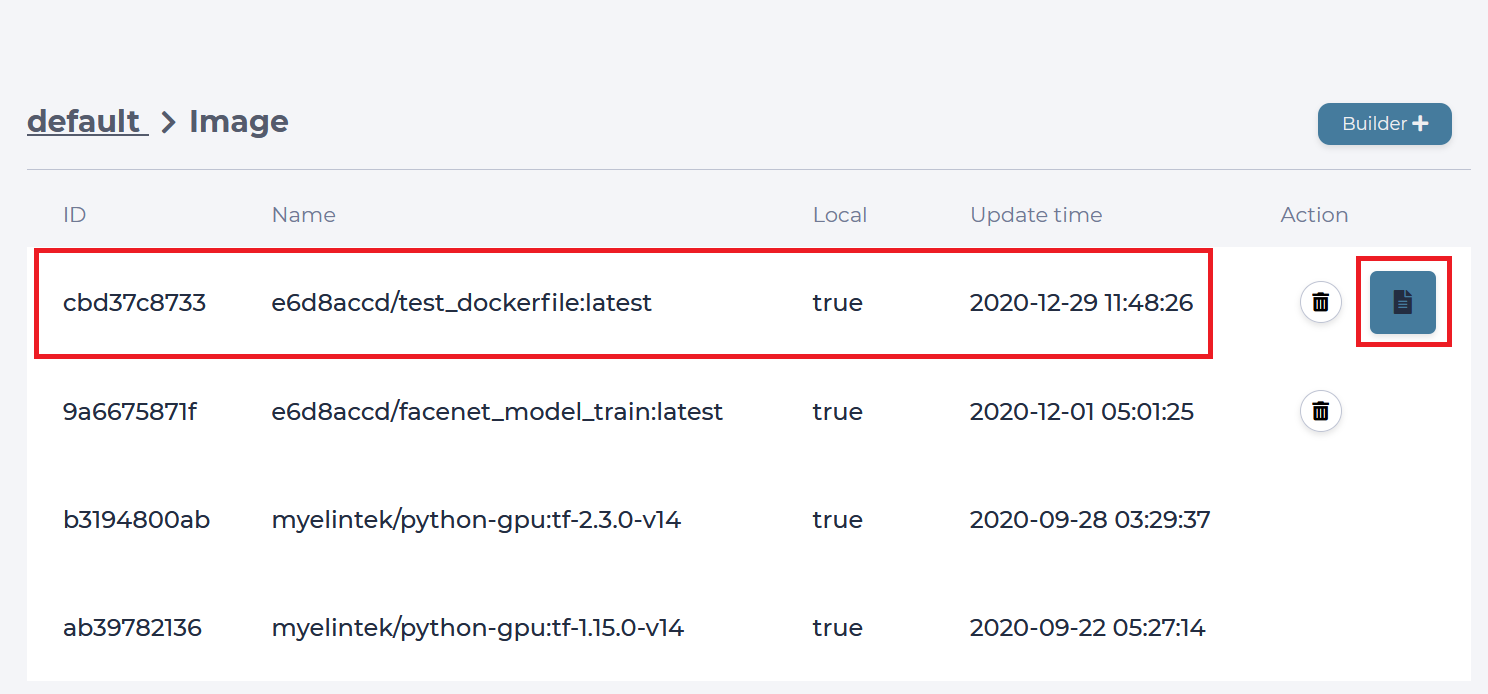 default > Image
Builder +
ID Name Local Update time Action
cbd37c8733 e6d8accd/test_dockerfile:latest true 2020-12-29 11:48:26
9a6675871f e6d8accd/facenet_model_train:latest true 2020-12-01 05:01:25
b3194800ab myelintek/python-gpu:tf-2.3.0-v14 true 2020-09-28 03:29:37
ab39782136 myelintek/python-gpu:tf-1.15.0-v14 true 2020-09-22 05:27:14